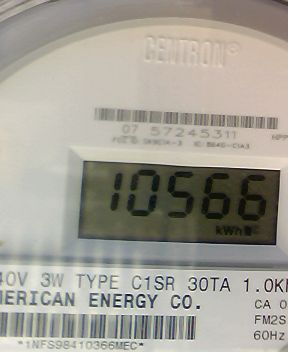 CENTRON®
07 57245311
10566
kWh
40V 3W TYPE C1SR 30TA 1.0K
MERICAN ENERGY CO.
CA 0
FM2S
60Hz
*1NFS98410366MEC*